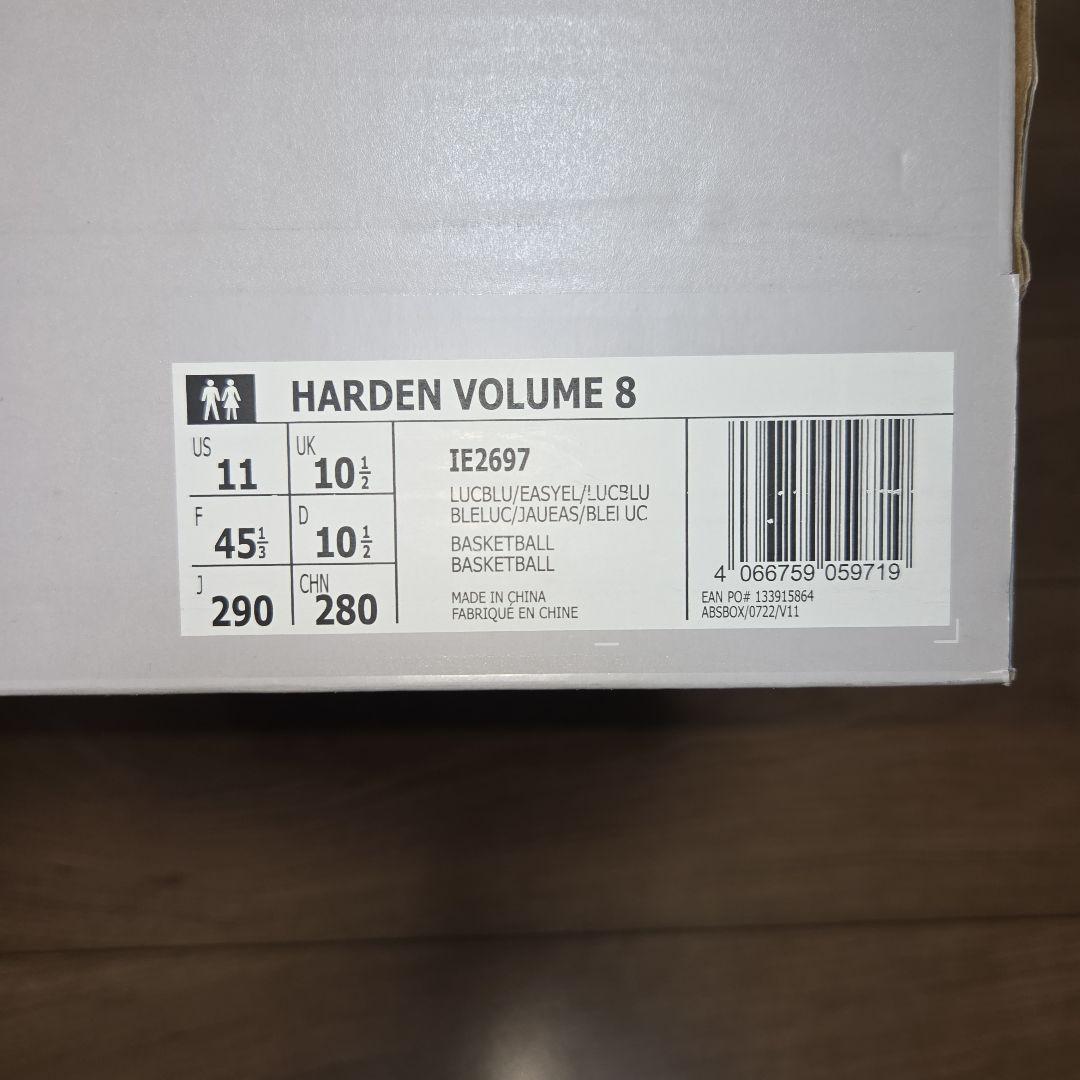 HARDEN VOLUME 8
US 11
UK 10 1/2
F 45 1/3
D 10 1/2
J 290
CHN 280
IE2697
LUCBLU/EASYEL/LUCBLU
BLELUC/JAUEAS/BLELUC
BASKETBALL
BASKETBALL
MADE IN CHINA
FABRIQUÉ EN CHINE
4 066759 059719
EAN PO# 133915864
ABSBOX/0722/V11